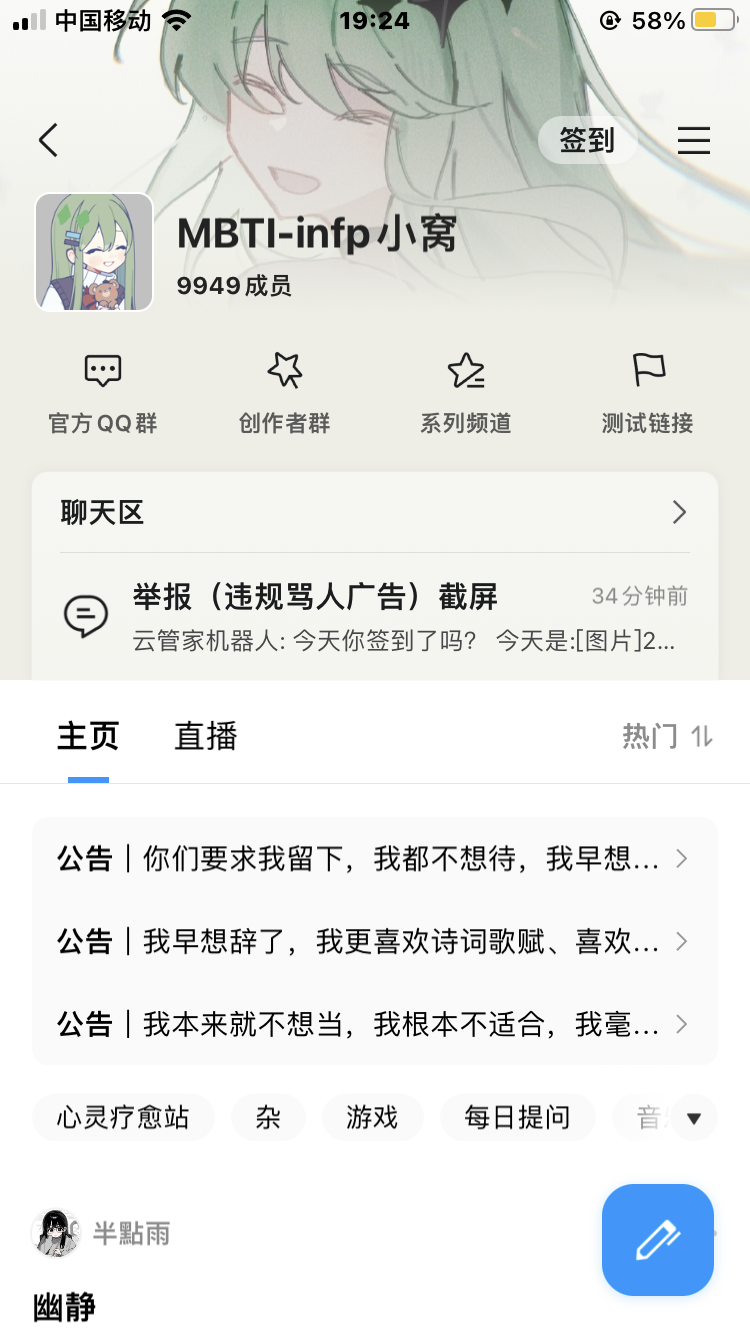 中国移动
19:24
58%
签到
MBTI-infp小窝
9949成员
官方QQ群
创作者群
系列频道
测试链接
聊天区
举报（违规骂人广告）截屏
34分钟前
云管家机器人: 今天你签到了吗? 今天是:[图片]2...
主页
直播
热门
公告｜你们要求我留下，我都不想待，我早想...
公告｜我早想辞了，我更喜欢诗词歌赋、喜欢...
公告｜我本来就不想当，我根本不适合，我毫...
心灵疗愈站
杂
游戏
每日提问
音
半點雨
幽静